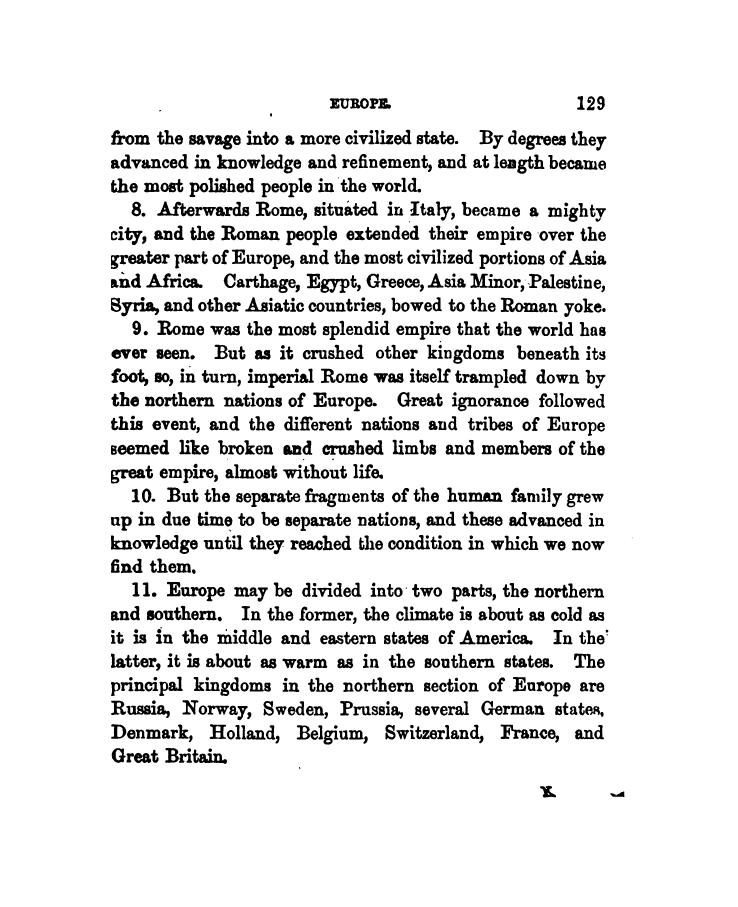 EUROPE. 129
from the savage into a more civilized state. By degrees they
advanced in knowledge and refinement, and at length became
the most polished people in the world.
8. Afterwards Rome, situated in Italy, became a mighty
city, and the Roman people extended their empire over the
greater part of Europe, and the most civilized portions of Asia
and Africa. Carthage, Egypt, Greece, Asia Minor, Palestine,
Syria, and other Asiatic countries, bowed to the Roman yoke.
9. Rome was the most splendid empire that the world has
ever seen. But as it crushed other kingdoms beneath its
foot, so, in turn, imperial Rome was itself trampled down by
the northern nations of Europe. Great ignorance followed
this event, and the different nations and tribes of Europe
seemed like broken and crushed limbs and members of the
great empire, almost without life.
10. But the separate fragments of the human family grew
up in due time to be separate nations, and these advanced in
knowledge until they reached the condition in which we now
find them.
11. Europe may be divided into two parts, the northern
and southern. In the former, the climate is about as cold as
it is in the middle and eastern states of America. In the
latter, it is about as warm as in the southern states. The
principal kingdoms in the northern section of Europe are
Russia, Norway, Sweden, Prussia, several German states,
Denmark, Holland, Belgium, Switzerland, France, and
Great Britain.